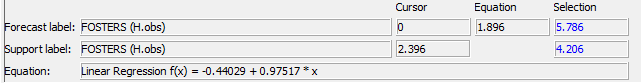 Cursor Equation Selection
Forecast label: FOSTERS (H.obs) 0 1.896 5.786
Support label: FOSTERS (H.obs) 2.396 4.206
Equation: Linear Regression f(x) = -0.44029 + 0.97517 * x